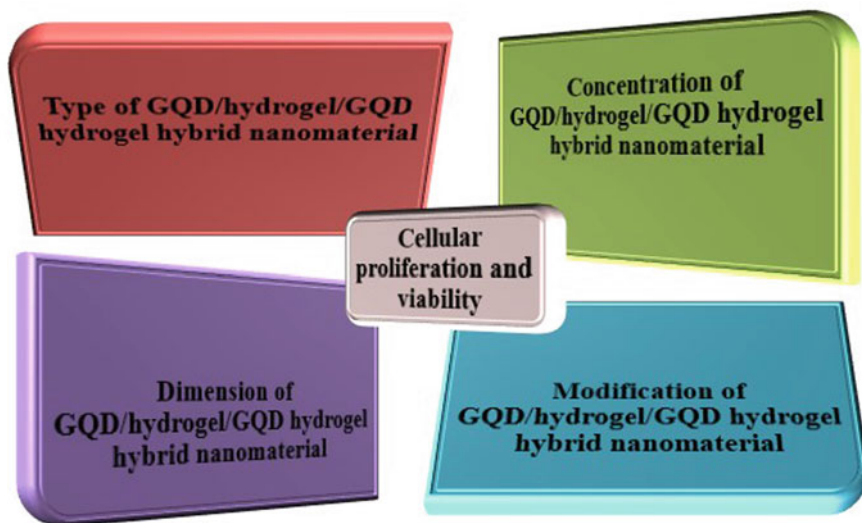 Type of GQD/hydrogel/GQD
hydrogel hybrid nanomaterial
Concentration of
GQD/hydrogel/GQD hydrogel
hybrid nanomaterial
Cellular
proliferation and
viability
Dimension of
GQD/hydrogel/GQD hydrogel
hybrid nanomaterial
Modification of
GQD/hydrogel/GQD hydrogel
hybrid nanomaterial